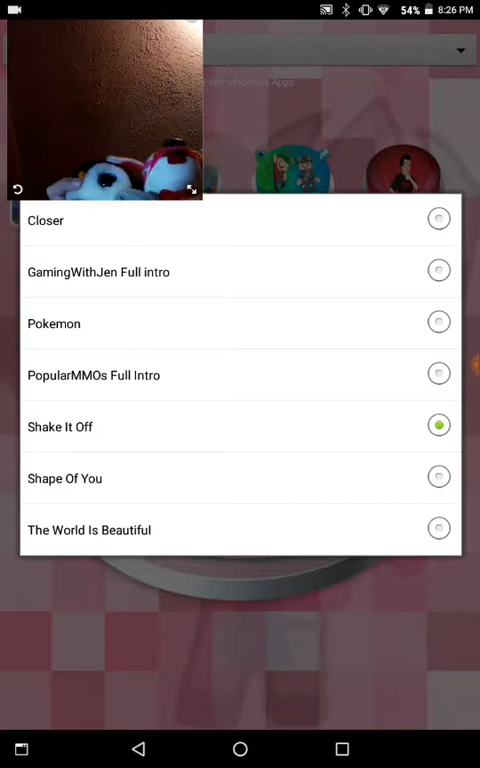 54% 8:26 PM
Apps
Closer
GamingWithJen Full intro
Pokemon
PopularMMOs Full Intro
Shake It Off
Shape Of You
The World Is Beautiful